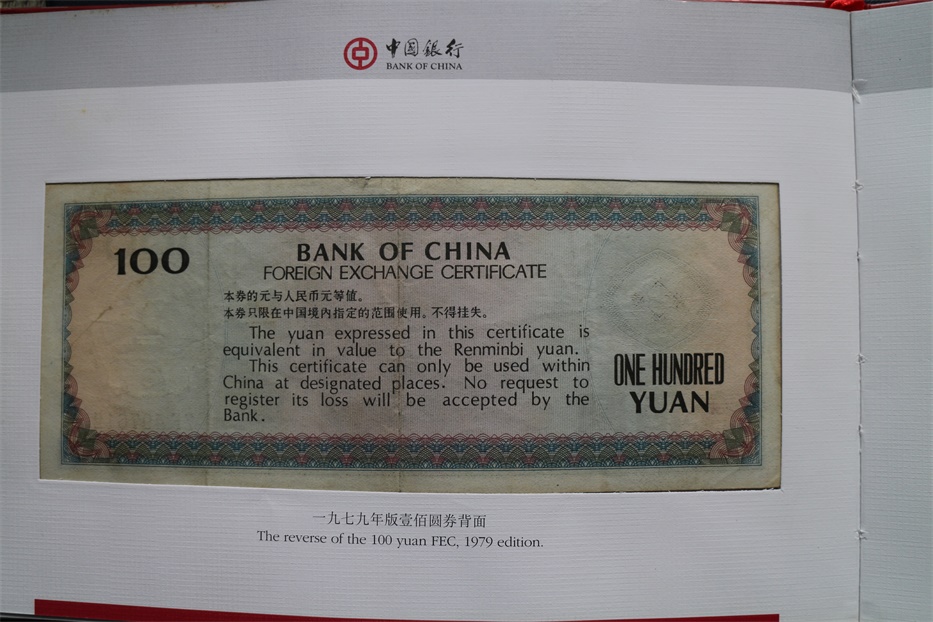 中国银行
BANK OF CHINA
100
BANK OF CHINA
FOREIGN EXCHANGE CERTIFICATE
本券的元与人民币元等值。
本券只限在中国境内指定的范围使用。不得挂失。
The yuan expressed in this certificate is
equivalent in value to the Renminbi yuan.
This certificate can only be used within
China at designated places. No request to
register its loss will be accepted by the
Bank.
ONE HUNDRED
YUAN
一九七九年版壹佰圆券背面
The reverse of the 100 yuan FEC, 1979 edition.